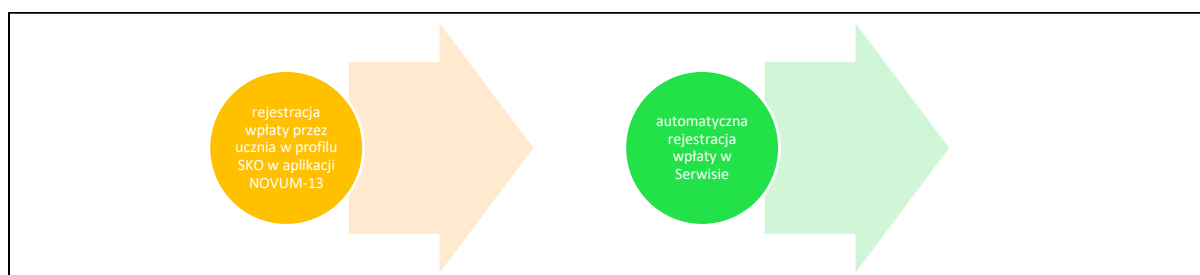 rejestracja
wpłaty przez
ucznia w profilu
SKO w aplikacji
NOVUM-13
automatyczna
rejestracja
wpłaty w
Serwisie